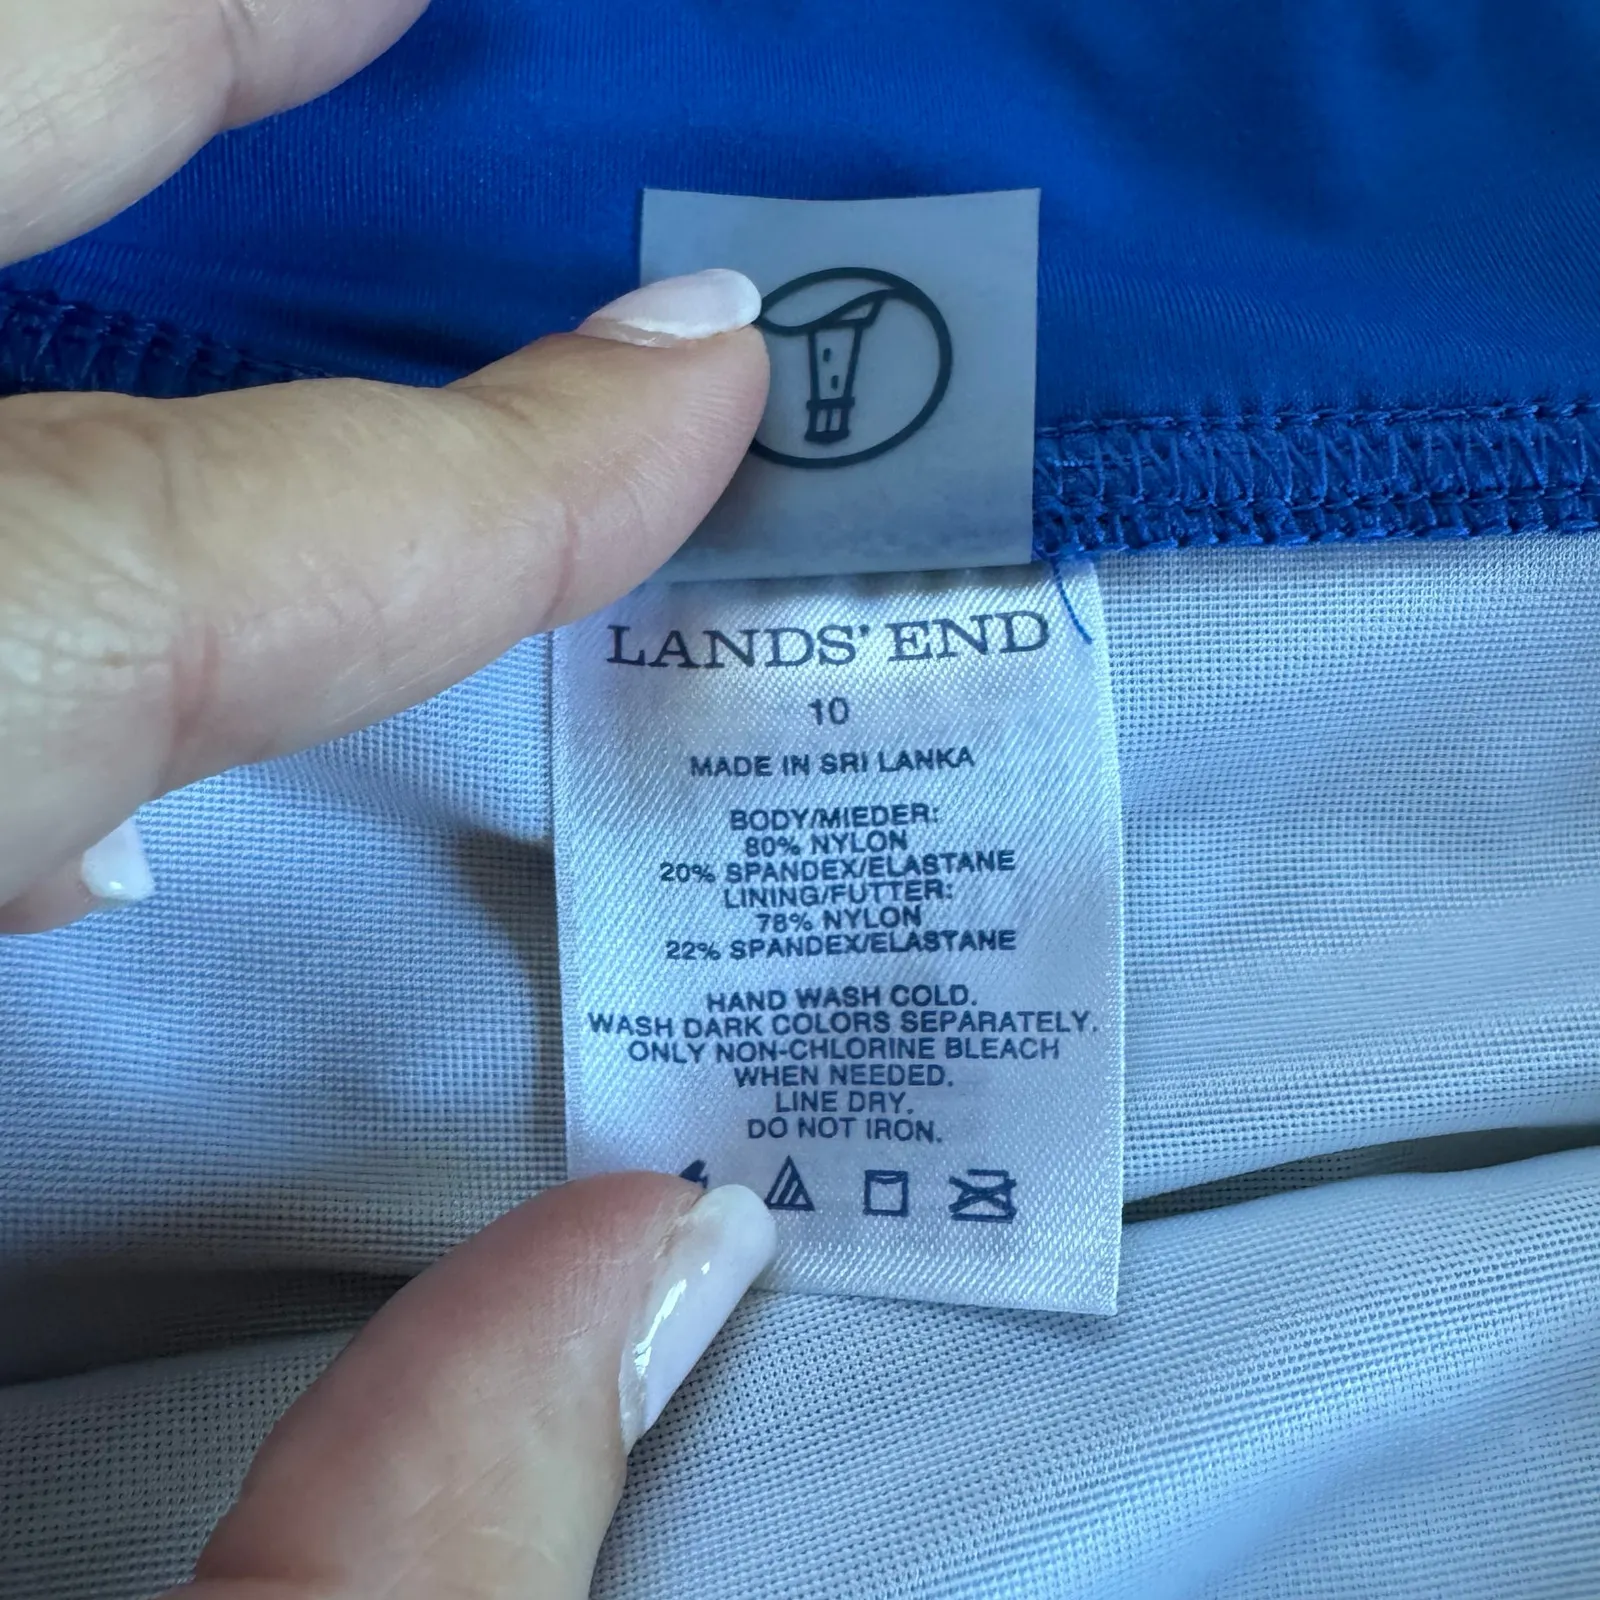 LANDS' END
10
MADE IN SRI LANKA
BODY/MIEDER:
80% NYLON
20% SPANDEX/ELASTANE
LINING/FUTTER:
78% NYLON
22% SPANDEX/ELASTANE
HAND WASH COLD.
WASH DARK COLORS SEPARATELY.
ONLY NON-CHLORINE BLEACH
WHEN NEEDED.
LINE DRY.
DO NOT IRON.